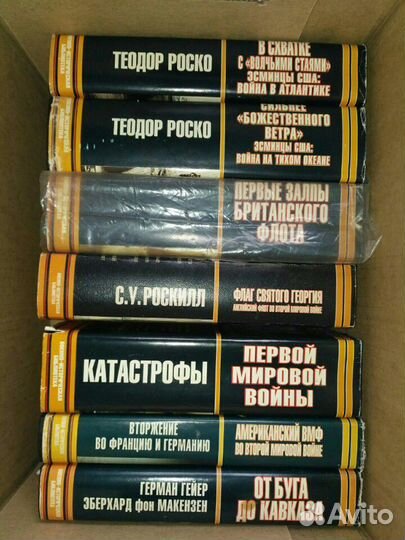 ТЕОДОР РОСКО
В СХВАТКЕ
С «ВОЛЧЬИМИ СТАЯМИ»
ЭСМИНЦЫ США:
ВОЙНА В АТЛАНТИКЕ
ТЕОДОР РОСКО
СИЛЬНЕЕ
«БОЖЕСТВЕННОГО
ВЕТРА»
ЭСМИНЦЫ США:
ВОЙНА НА ТИХОМ ОКЕАНЕ
ПЕРВЫЕ ЗАЛПЫ
БРИТАНСКОГО
ФЛОТА
С.У. РОСКИЛЛ
ФЛАГ СВЯТОГО ГЕОРГИЯ
АНГЛИЙСКИЙ ФЛОТ ВО ВТОРОЙ МИРОВОЙ ВОЙНЕ
КАТАСТРОФЫ
ПЕРВОЙ
МИРОВОЙ
ВОЙНЫ
ВТОРЖЕНИЕ
ВО ФРАНЦИЮ И ГЕРМАНИЮ
АМЕРИКАНСКИЙ ВМФ
ВО ВТОРОЙ МИРОВОЙ ВОЙНЕ
ГЕРМАН ГЕЙЕР
ЭБЕРХАРД фон МАКЕНЗЕН
ОТ БУГА
ДО КАВКАЗА
Avito